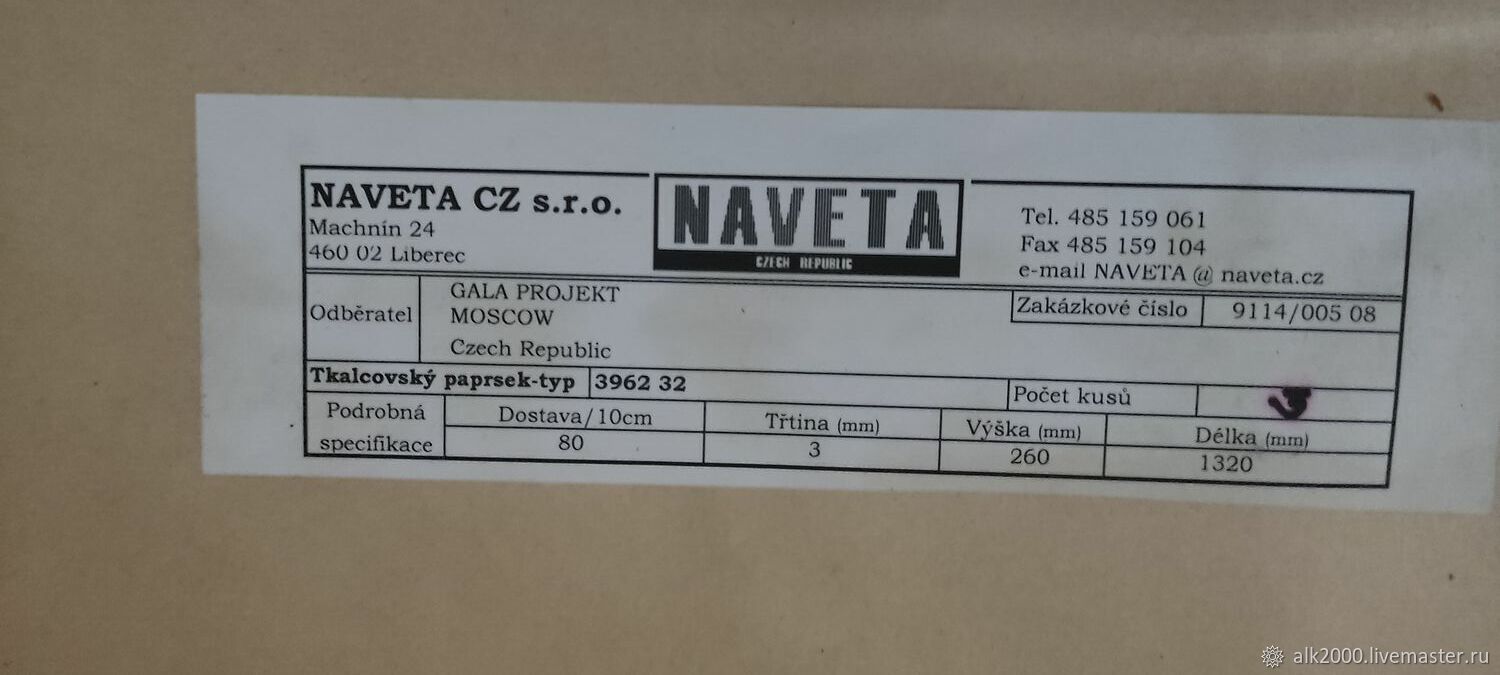 NAVETA CZ s.r.o.
Machnín 24
460 02 Liberec
NAVETA
CZECH REPUBLIC
Tel. 485 159 061
Fax 485 159 104
e-mail NAVETA @ naveta.cz
Odběratel
GALA PROJEKT
MOSCOW
Czech Republic
Zakázkové číslo 9114/005 08
Tkalcovský paprsek-typ 3962 32
Počet kusů
Podrobná specifikace
Dostava/10cm Třtina (mm) Výška (mm) Délka (mm)
80 3 260 1320
alk2000.livemaster.ru